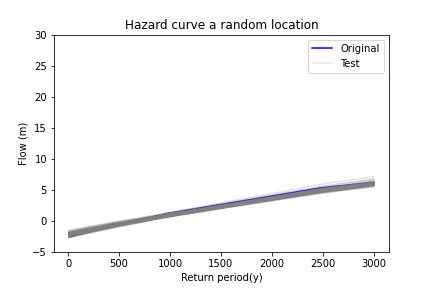 Hazard curve a random location
Original
Test
Flow (m)
30
25
20
15
10
5
0
−5
0 500 1000 1500 2000 2500 3000
Return period(y)